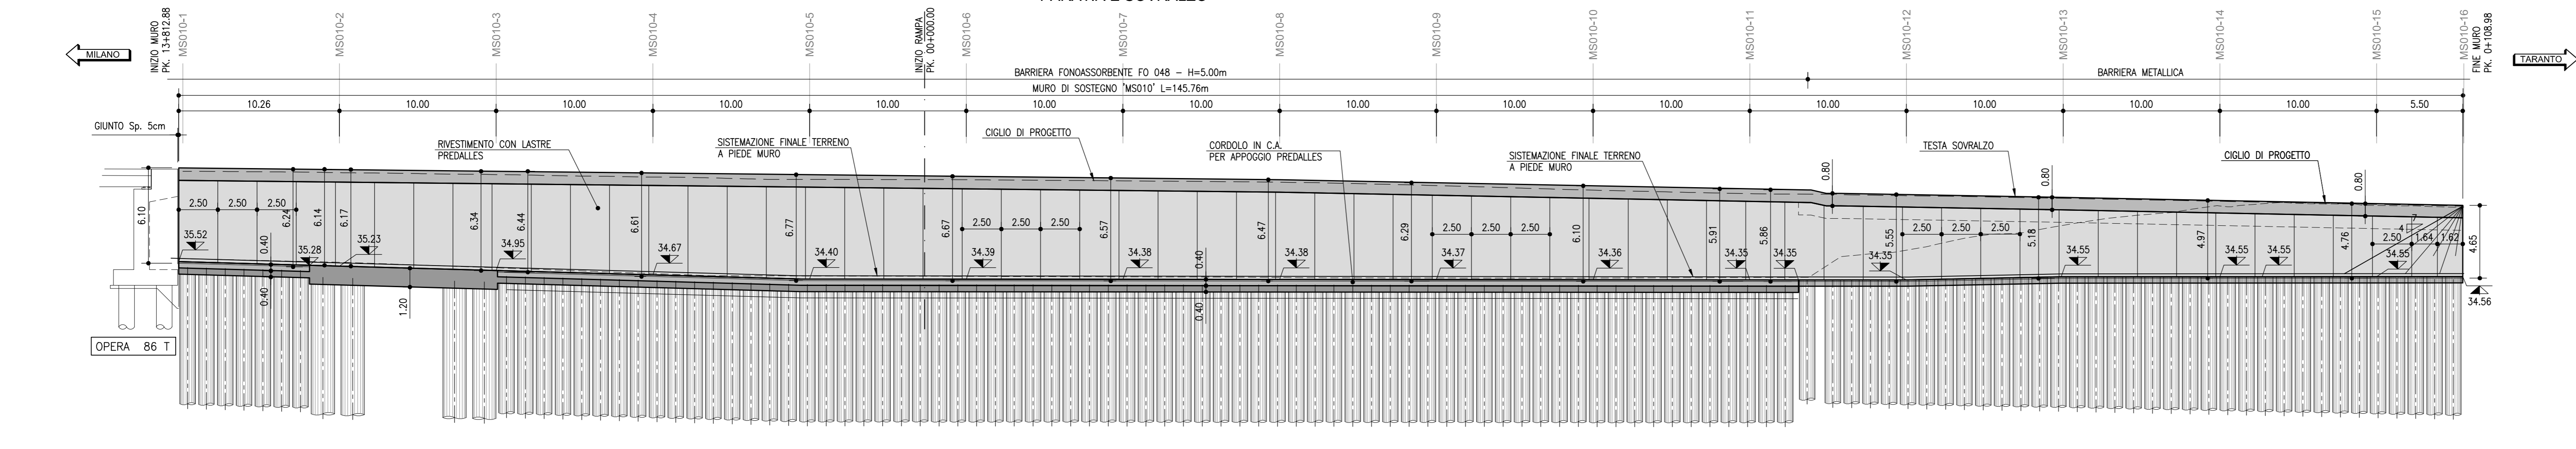 MILANO
INIZIO MURO
PK. 13+812.88
MS010-1
MS010-2
MS010-3
MS010-4
MS010-5
INIZIO RAMPA
PK. 00+000.00
MS010-6
MS010-7
MS010-8
MS010-9
MS010-10
MS010-11
MS010-12
MS010-13
MS010-14
MS010-15
MS010-16
FINE MURO
PK. 0+108.98
TARANTO
BARRIERA FONOASSORBENTE FO 048 - H=5.00m
BARRIERA METALLICA
MURO DI SOSTEGNO 'MS010' L=145.76m
10.26 10.00 10.00 10.00 10.00 10.00 10.00 10.00 10.00 10.00 10.00 10.00 10.00 10.00 5.50
GIUNTO Sp. 5cm
RIVESTIMENTO CON LASTRE
PREDALLES
SISTEMAZIONE FINALE TERRENO
A PIEDE MURO
CIGLIO DI PROGETTO
CORDOLO IN C.A.
PER APPOGGIO PREDALLES
SISTEMAZIONE FINALE TERRENO
A PIEDE MURO
TESTA SOVRALZO
CIGLIO DI PROGETTO
0.80 0.80 0.80
6.10 6.24 6.14 6.17 6.34 6.44 6.61 6.77 6.67 6.57 6.47 6.29 6.10 5.91 5.86 5.55 5.18 4.97 4.76 4.65
2.50 2.50 2.50
2.50 2.50 2.50
2.50 2.50 2.50
2.50 2.50 2.50
2.50 1.64 1.62
4 7
35.52 35.28 35.23 34.95 34.67 34.40 34.39 34.38 34.38 34.37 34.36 34.35 34.35 34.35 34.55 34.55 34.55 34.55 34.56
0.40 0.40
0.40 1.20 0.40
OPERA 86 T